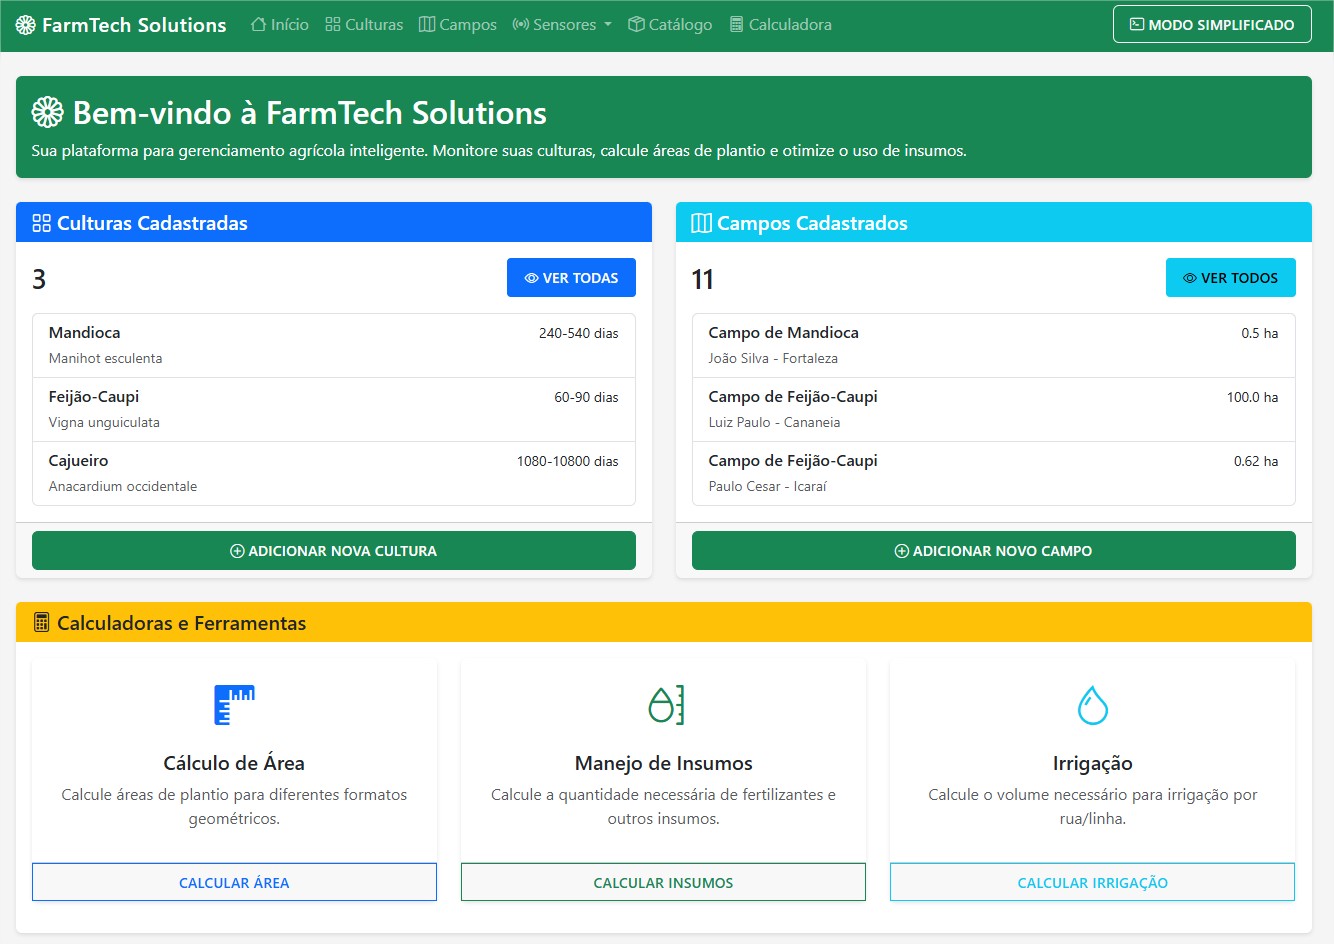 FarmTech Solutions Início Culturas Campos Sensores Catálogo Calculadora MODO SIMPLIFICADO
Bem-vindo à FarmTech Solutions
Sua plataforma para gerenciamento agrícola inteligente. Monitore suas culturas, calcule áreas de plantio e otimize o uso de insumos.
Culturas Cadastradas
3 VER TODAS
Mandioca 240-540 dias
Manihot esculenta
Feijão-Caupi 60-90 dias
Vigna unguiculata
Cajueiro 1080-10800 dias
Anacardium occidentale
ADICIONAR NOVA CULTURA
Campos Cadastrados
11 VER TODOS
Campo de Mandioca 0.5 ha
João Silva - Fortaleza
Campo de Feijão-Caupi 100.0 ha
Luiz Paulo - Cananeia
Campo de Feijão-Caupi 0.62 ha
Paulo Cesar - Icaraí
ADICIONAR NOVO CAMPO
Calculadoras e Ferramentas
Cálculo de Área
Calcule áreas de plantio para diferentes formatos
geométricos.
CALCULAR ÁREA
Manejo de Insumos
Calcule a quantidade necessária de fertilizantes e
outros insumos.
CALCULAR INSUMOS
Irrigação
Calcule o volume necessário para irrigação por
rua/linha.
CALCULAR IRRIGAÇÃO